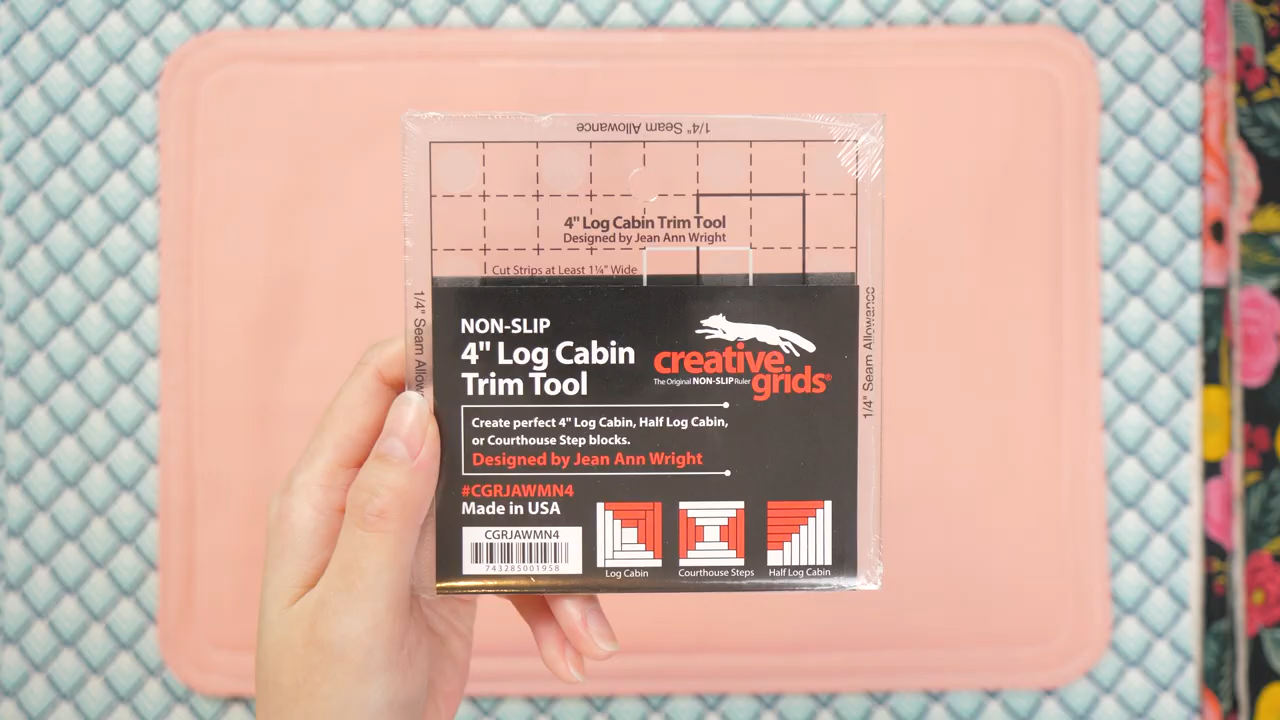 1/4" Seam Allowance
4" Log Cabin Trim Tool
Designed by Jean Ann Wright
Cut Strips at Least 1¼" Wide
1/4" Seam Allow
1/4" Seam Allowance
NON-SLIP
4" Log Cabin
Trim Tool
creative
grids®
The Original NON-SLIP Ruler
Create perfect 4" Log Cabin, Half Log Cabin,
or Courthouse Step blocks.
Designed by Jean Ann Wright
#CGRJAWMN4
Made in USA
CGRJAWMN4
743285001958
Log Cabin
Courthouse Steps
Half Log Cabin